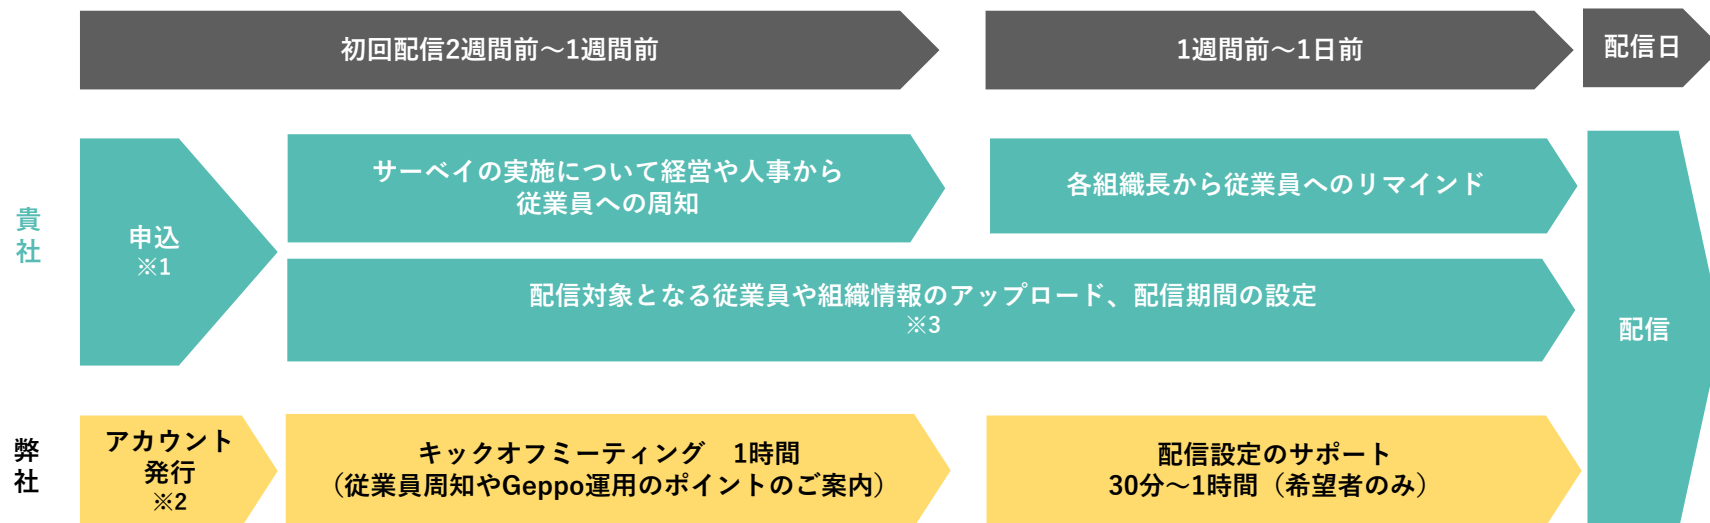 初回配信2週間前～1週間前
1週間前～1日前
配信日
貴社
申込
※1
サーベイの実施について経営や人事から
従業員への周知
各組織長から従業員へのリマインド
配信対象となる従業員や組織情報のアップロード、配信期間の設定
※3
配信
弊社
アカウント
発行
※2
キックオフミーティング　1時間
（従業員周知やGeppo運用のポイントのご案内）
配信設定のサポート
30分～1時間（希望者のみ）